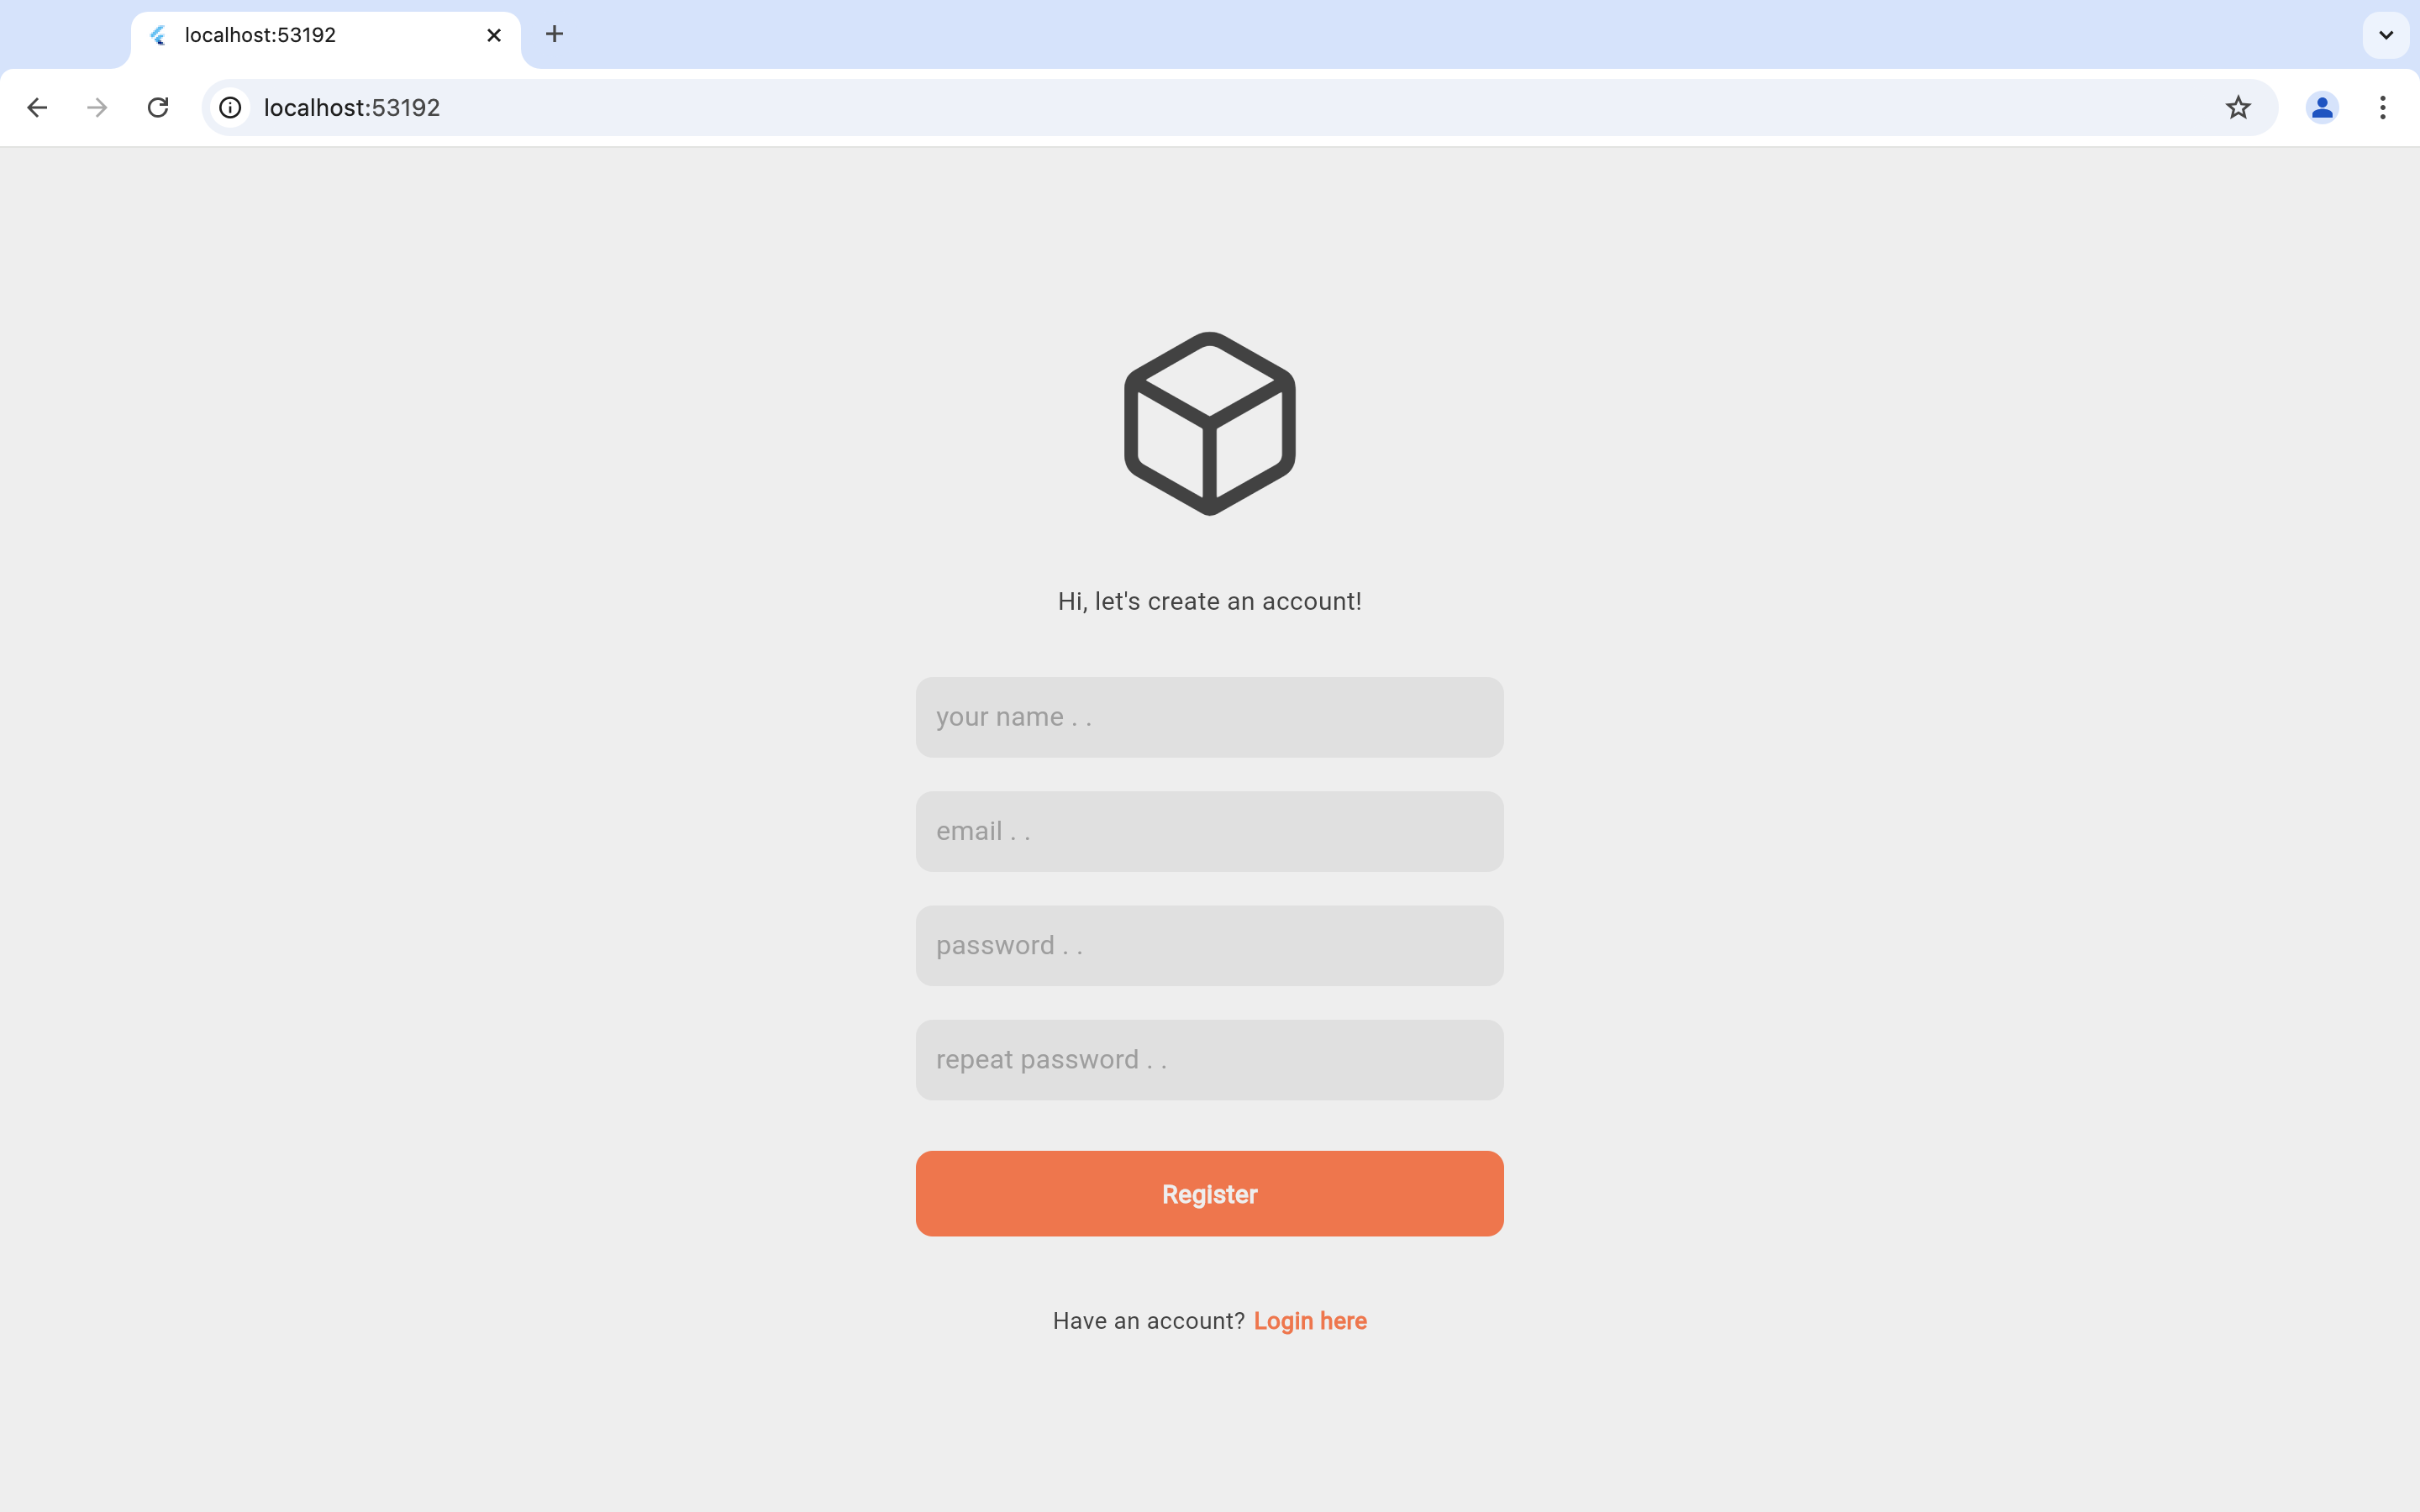 localhost:53192
localhost:53192
Hi, let's create an account!
your name . .
email . .
password . .
repeat password . .
Register
Have an account? Login here